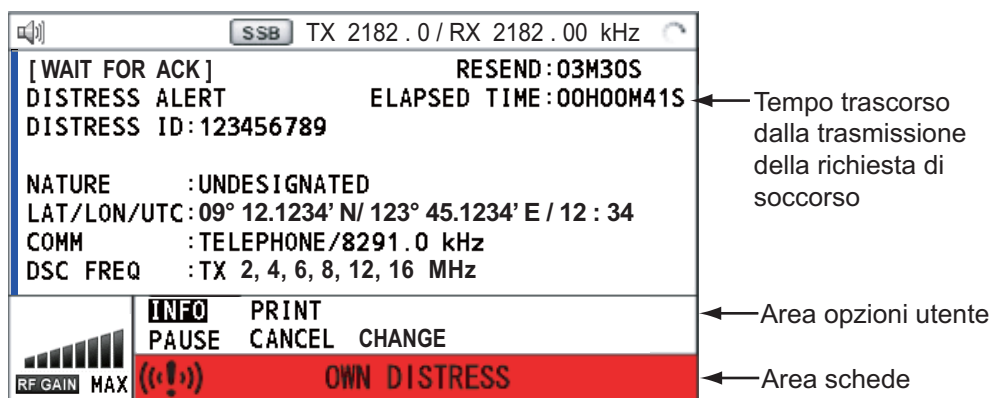 SSB TX 2182 . 0 / RX 2182 . 00 kHz
[WAIT FOR ACK] RESEND:03M30S
DISTRESS ALERT ELAPSED TIME:00H00M41S
DISTRESS ID:123456789
NATURE :UNDESIGNATED
LAT/LON/UTC:09° 12.1234’ N/ 123° 45.1234’ E / 12 : 34
COMM :TELEPHONE/8291.0 kHz
DSC FREQ :TX 2, 4, 6, 8, 12, 16 MHz
INFO PRINT
PAUSE CANCEL CHANGE
RF GAIN MAX
OWN DISTRESS
Tempo trascorso
dalla trasmissione
della richiesta di
soccorso
Area opzioni utente
Area schede